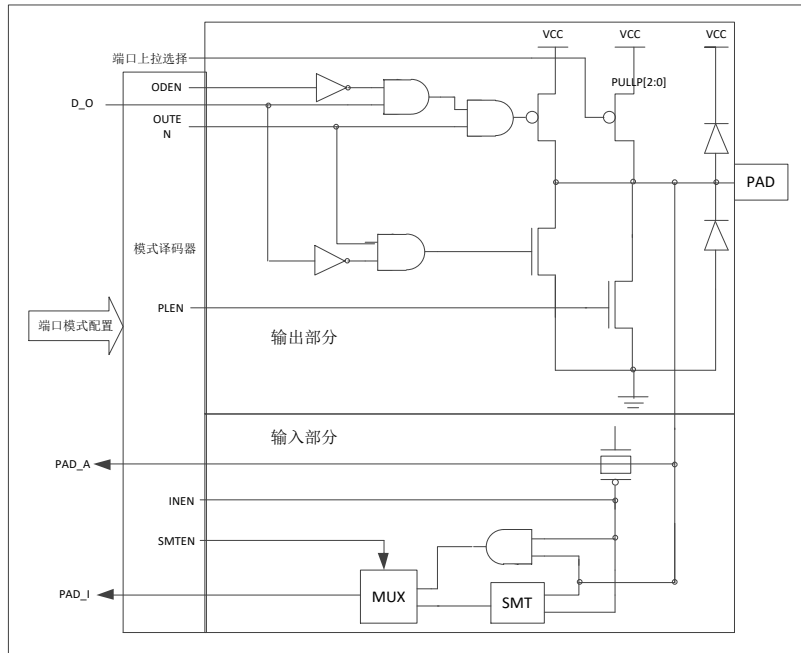 VCC
VCC
VCC
端口上拉选择
ODEN
PULLP[2:0]
D_O
OUTE
N
PAD
模式译码器
PLEN
端口模式配置
输出部分
输入部分
PAD_A
INEN
SMTEN
PAD_I
MUX
SMT